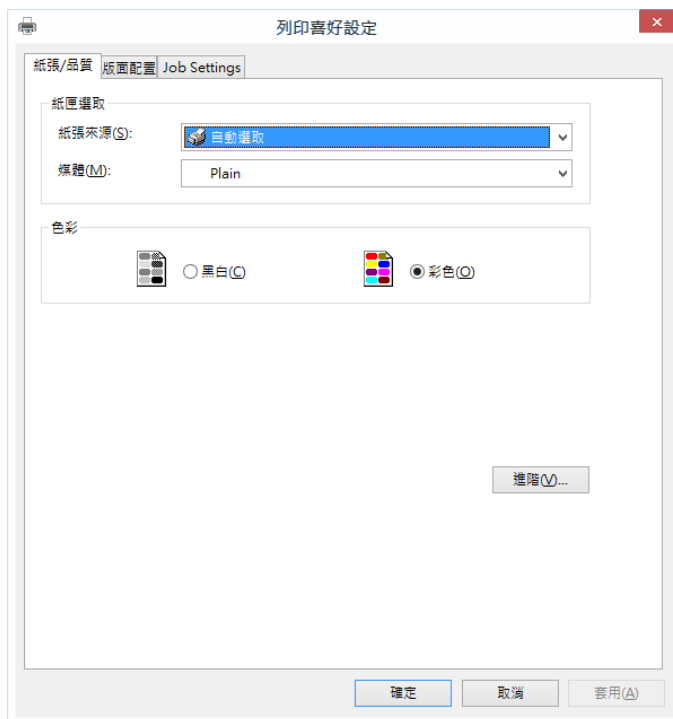 列印喜好設定
紙張/品質 版面配置 Job Settings
紙匣選取
紙張來源(S): 自動選取
媒體(M): Plain
色彩
黑白(C) 彩色(O)
進階(V)...
確定 取消 套用(A)